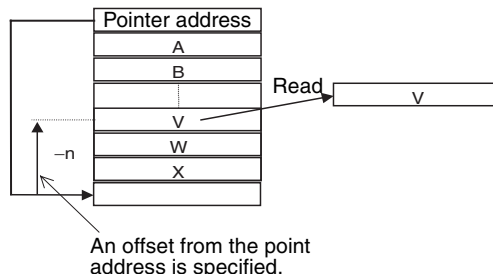 Pointer address
A
B
Read
V
V
−n
W
X
An offset from the point
address is specified.